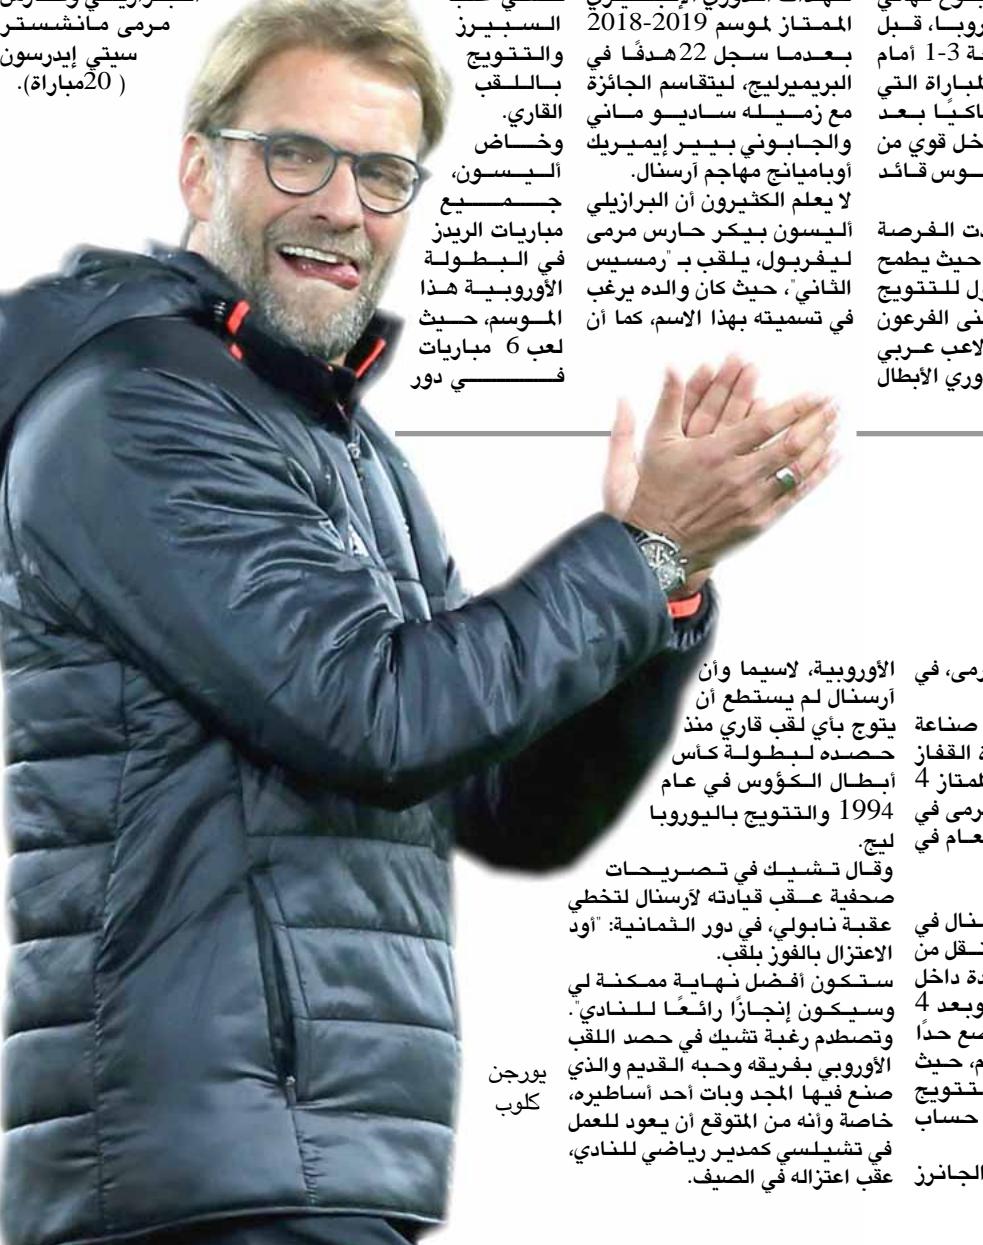 روبا، قبل
3-1 أمام
لمباراة التي
بعد
خل قوي من
وس قائد
ت الفرصة
حيث يطمح
ل للتتويج
نى الفرعون
لاعب عربي
وري الأبطال
الممتاز لموسم 2019-2018
بعدما سجل 22هدفًا في
البريميرليج، ليتقاسم الجائزة
مع زميله ساديو ماني
والجابوني بيير إيميريك
أوباميانج مهاجم آرسنال.
لا يعلم الكثيرون أن البرازيلي
أليسون بيكر حارس مرمى
ليفربول، يلقب بـ "رمسيس
الثاني"، حيث كان والده يرغب
في تسميته بهذا الاسم، كما أن
السبيرز
والتتويج
باللقب
القاري.
وخاض
أليسون،
جميع
مباريات الريدز
في البطولة
الأوروبية هذا
الموسم، حيث
لعب 6 مباريات
في دور
مرمى مانشستر
سيتي إيدرسون
( 20مباراة).
رمى، في
صناعة
ة القفاز
لممتاز 4
رمى في
عام في
نال في
نقل من
دة داخل
وبعد 4
ضع حدًا
م، حيث
لتتويج
حساب
الجانرز
الأوروبية، لاسيما وأن
آرسنال لم يستطع أن
يتوج بأي لقب قاري منذ
حصده لبطولة كأس
أبطال الكؤوس في عام
1994 والتتويج باليوروبا
ليج.
وقال تشيك في تصريحات
صحفية عقب قيادته لآرسنال لتخطي
عقبة نابولي، في دور الثمانية: "أود
الاعتزال بالفوز بلقب.
ستكون أفضل نهاية ممكنة لي
وسيكون إنجازًا رائعًا للنادي".
وتصطدم رغبة تشيك في حصد اللقب
الأوروبي بفريقه وحبه القديم والذي
صنع فيها المجد وبات أحد أساطيره،
خاصة وأنه من المتوقع أن يعود للعمل
في تشيلسي كمدير رياضي للنادي،
عقب اعتزاله في الصيف.
يورجن
كلوب